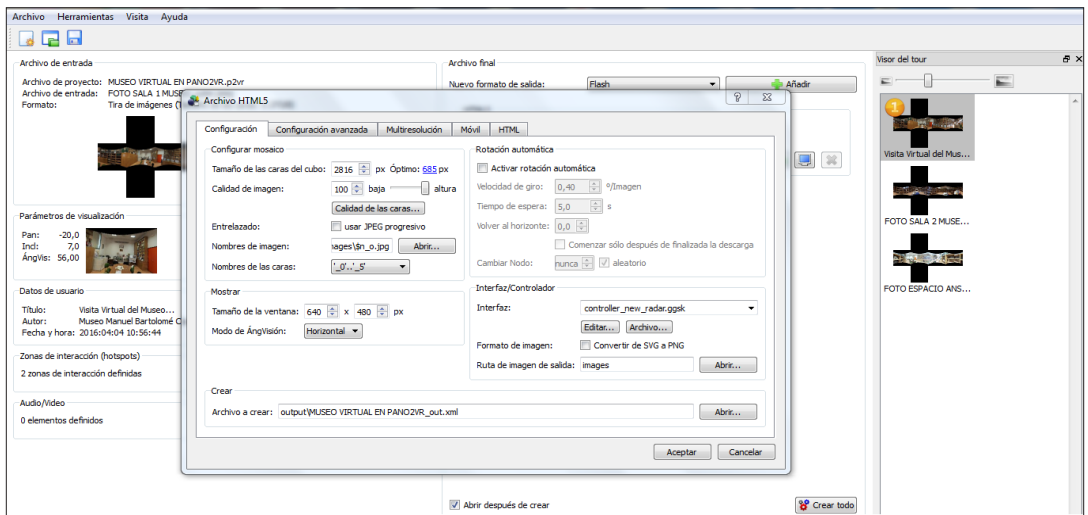 Archivo Herramientas Visita Ayuda
Archivo de entrada
Archivo de proyecto: MUSEO VIRTUAL EN PANO2VR.p2vr
Archivo de entrada: FOTO SALA 1 MUSE
Formato: Tira de imágenes (
Parámetros de visualización
Pan: -20,0
Incl: 7,0
ÁngVis: 56,00
Datos de usuario
Título: Visita Virtual del Museo...
Autor: Museo Manuel Bartolomé C
Fecha y hora: 2016:04:04 10:56:44
Zonas de interacción (hotspots)
2 zonas de interacción definidas
Audio/Video
0 elementos definidos
Archivo final
Nuevo formato de salida: Flash Añadir
Archivo HTML5
Configuración Configuración avanzada Multiresolución Móvil HTML
Configurar mosaico
Tamaño de las caras del cubo: 2816 px Óptimo: 685 px
Calidad de imagen: 100 baja altura
Calidad de las caras...
Entrelazado: usar JPEG progresivo
Nombres de imagen: ages\$n_o.jpg Abrir...
Nombres de las caras: '_0'..'_5'
Mostrar
Tamaño de la ventana: 640 x 480 px
Modo de ÁngVisión: Horizontal
Rotación automática
Activar rotación automática
Velocidad de giro: 0,40 º/Imagen
Tiempo de espera: 5,0 s
Volver al horizonte: 0,0
Comenzar sólo después de finalizada la descarga
Cambiar Nodo: nunca aleatorio
Interfaz/Controlador
Interfaz: controller_new_radar.ggsk
Editar... Archivo...
Formato de imagen: Convertir de SVG a PNG
Ruta de imagen de salida: images Abrir...
Crear
Archivo a crear: output\MUSEO VIRTUAL EN PANO2VR_out.xml Abrir...
Aceptar Cancelar
Abrir después de crear Crear todo
Visor del tour
1
Visita Virtual del Mus...
FOTO SALA 2 MUSE...
FOTO ESPACIO ANS...